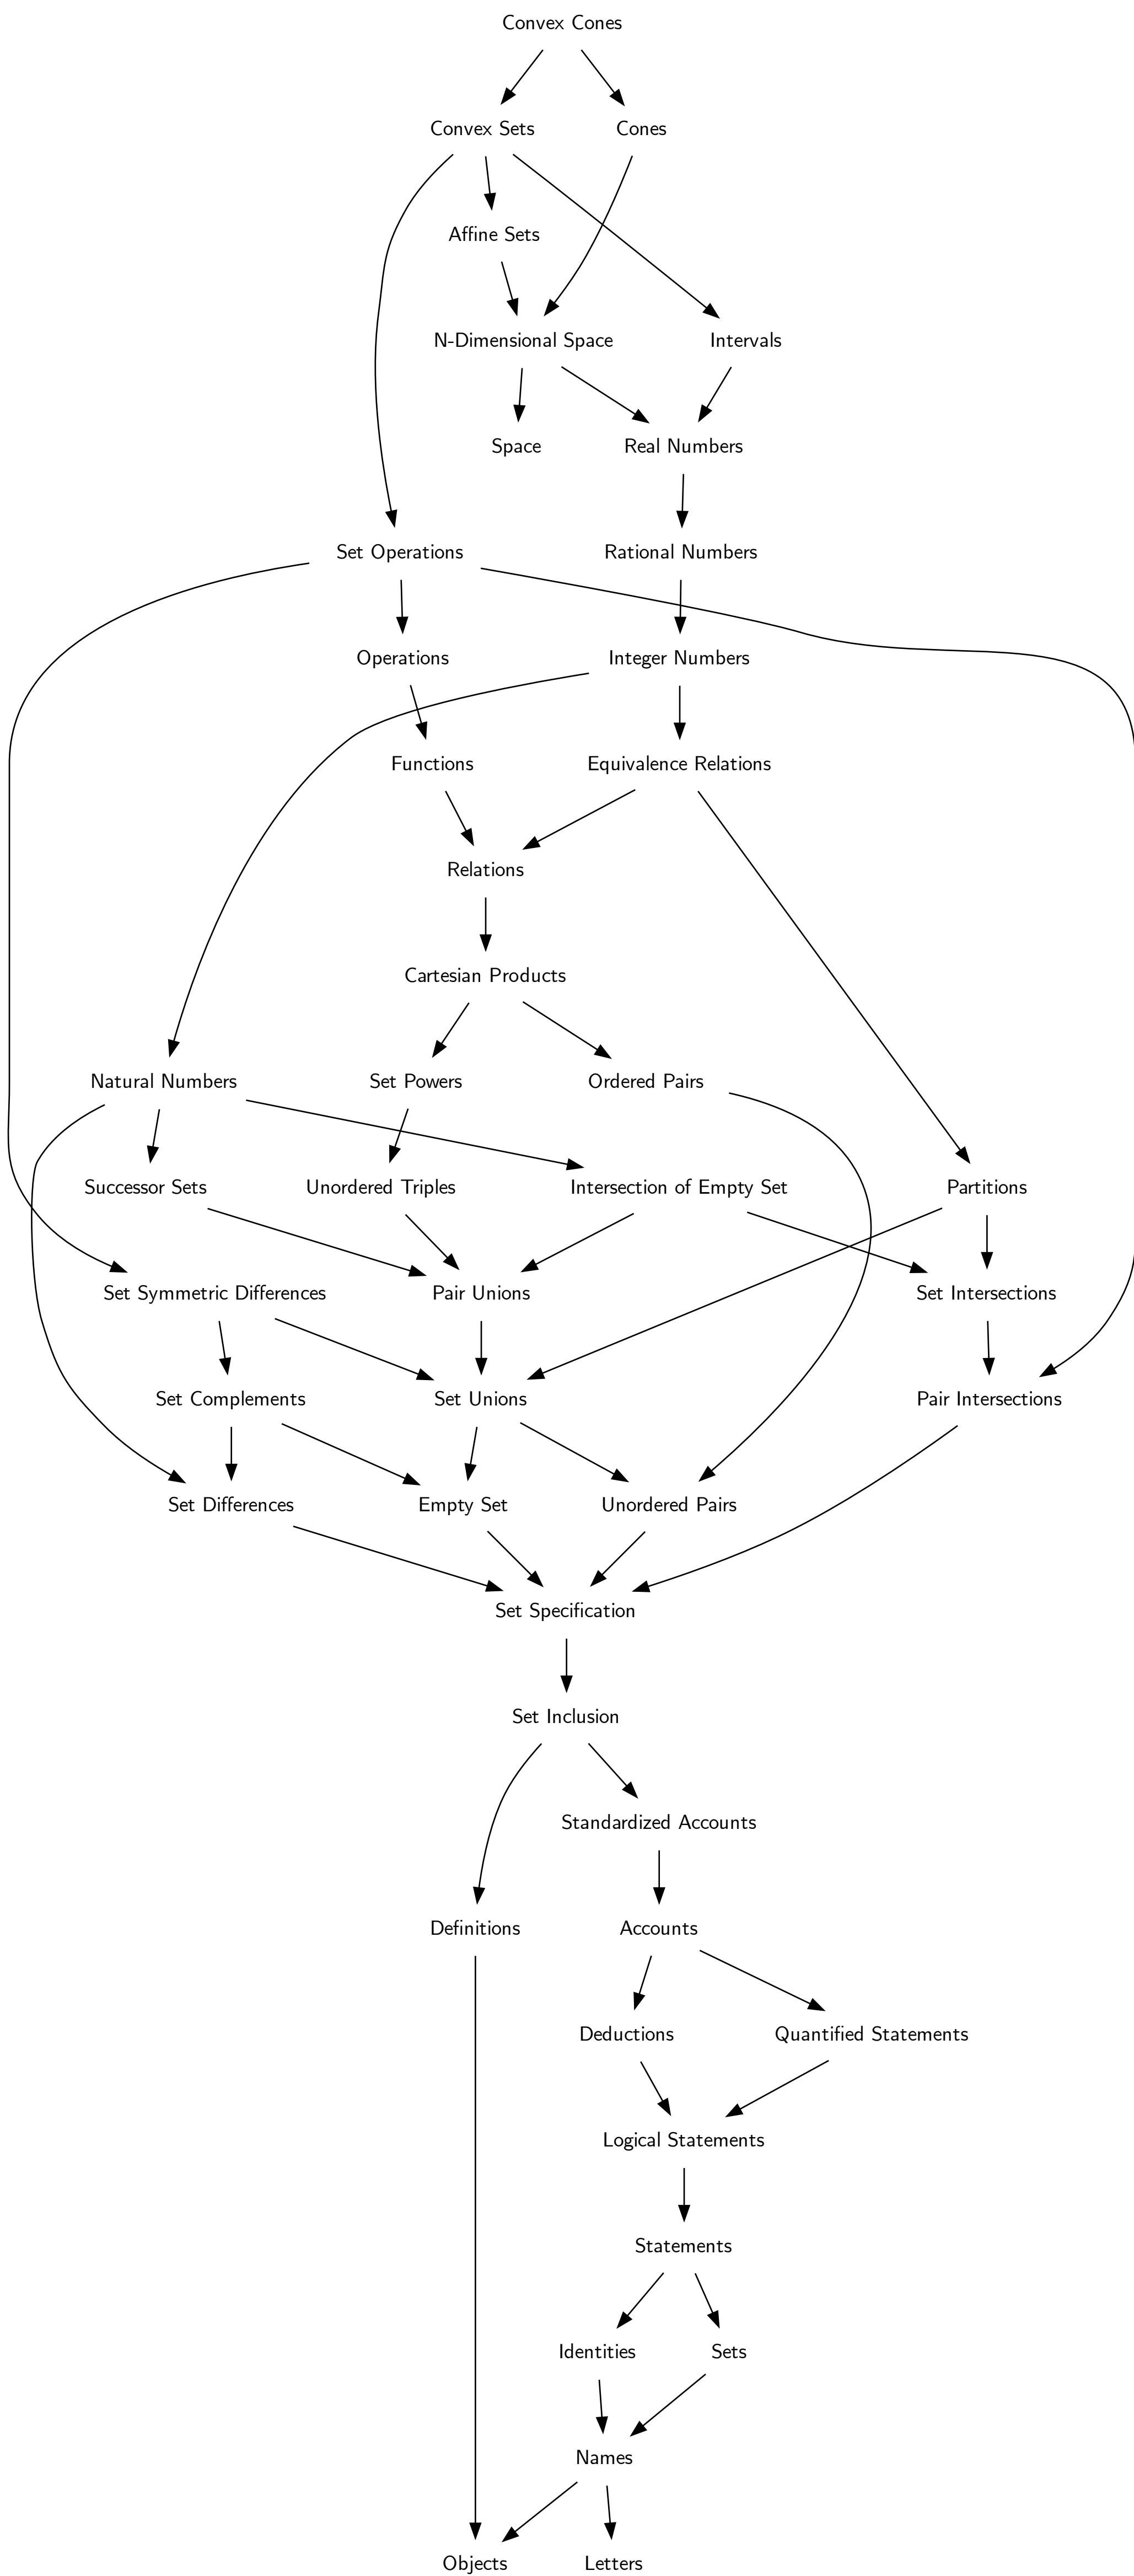 Convex Cones
Convex Sets
Cones
Affine Sets
N-Dimensional Space
Intervals
Space
Real Numbers
Set Operations
Rational Numbers
Operations
Integer Numbers
Functions
Equivalence Relations
Relations
Cartesian Products
Natural Numbers
Set Powers
Ordered Pairs
Successor Sets
Unordered Triples
Intersection of Empty Set
Partitions
Set Symmetric Differences
Pair Unions
Set Intersections
Set Complements
Set Unions
Pair Intersections
Set Differences
Empty Set
Unordered Pairs
Set Specification
Set Inclusion
Standardized Accounts
Definitions
Accounts
Deductions
Quantified Statements
Logical Statements
Statements
Identities
Sets
Names
Objects
Letters